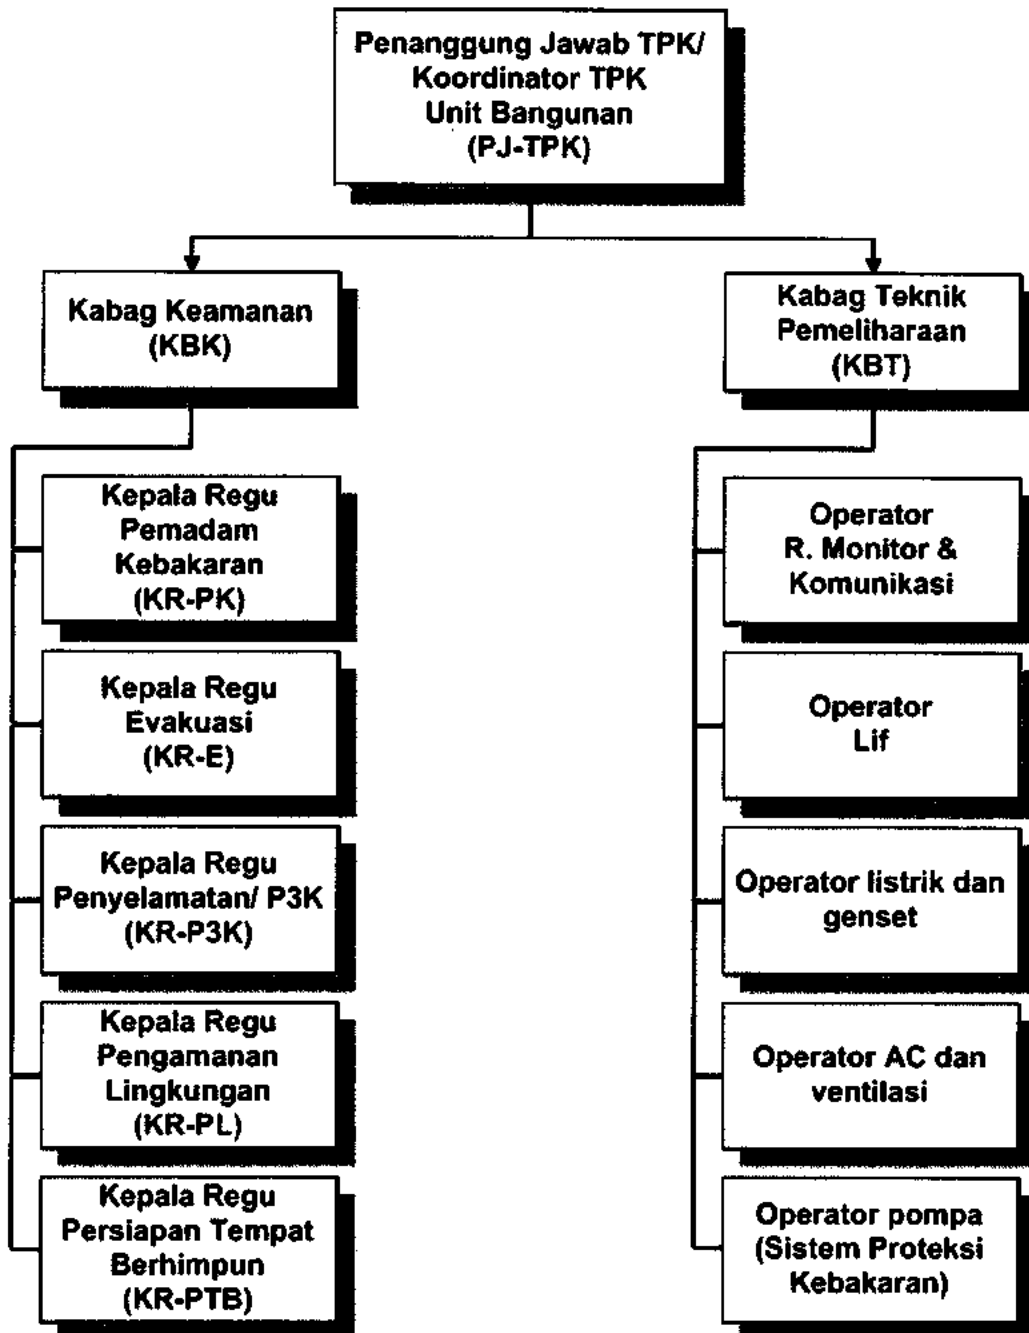 Penanggung Jawab TPK/
Koordinator TPK
Unit Bangunan
(PJ-TPK)
Kabag Keamanan
(KBK)
Kabag Teknik
Pemeliharaan
(KBT)
Kepala Regu
Pemadam
Kebakaran
(KR-PK)
Kepala Regu
Evakuasi
(KR-E)
Kepala Regu
Penyelamatan/ P3K
(KR-P3K)
Kepala Regu
Pengamanan
Lingkungan
(KR-PL)
Kepala Regu
Persiapan Tempat
Berhimpun
(KR-PTB)
Operator
R. Monitor &
Komunikasi
Operator
Lif
Operator listrik dan
genset
Operator AC dan
ventilasi
Operator pompa
(Sistem Proteksi
Kebakaran)